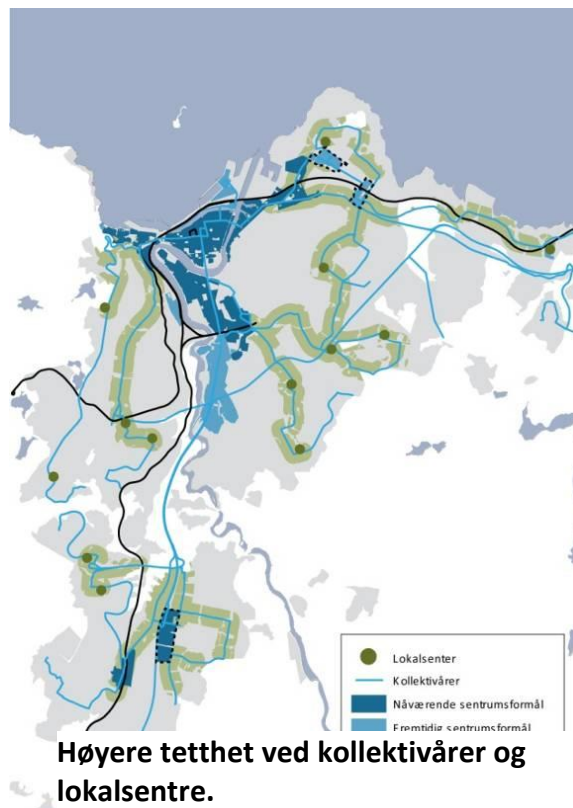 Lokalsenter
Kollektivårer
Nåværende sentrumsformål
Fremtidig sentrumsformål
Høyere tetthet ved kollektivårer og
lokalsentre.